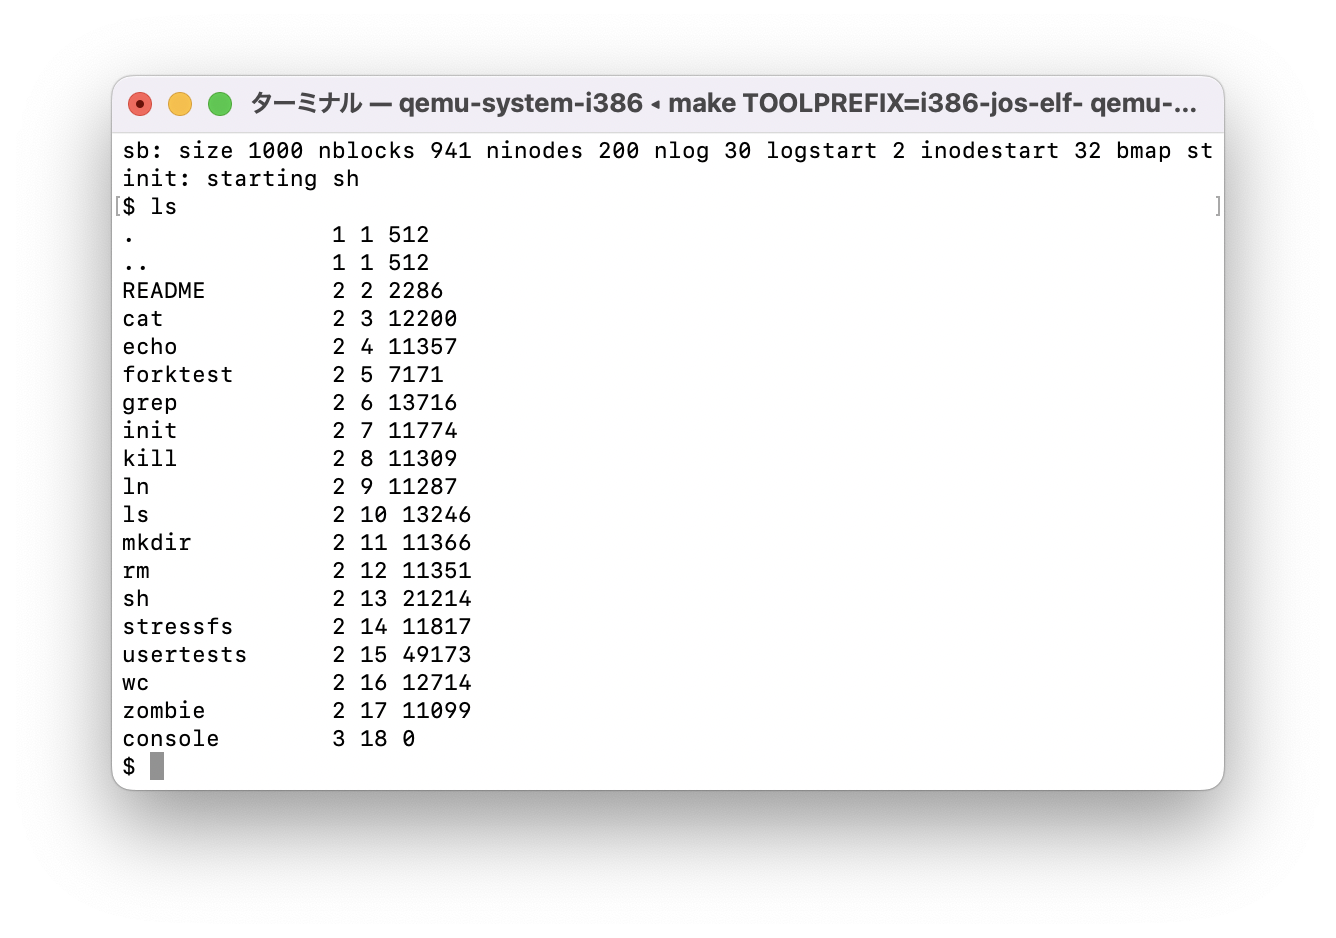 ターミナル — qemu-system-i386 ◂ make TOOLPREFIX=i386-jos-elf- qemu-...
sb: size 1000 nblocks 941 ninodes 200 nlog 30 logstart 2 inodestart 32 bmap st
init: starting sh
[$ ls ]
. 1 1 512
.. 1 1 512
README 2 2 2286
cat 2 3 12200
echo 2 4 11357
forktest 2 5 7171
grep 2 6 13716
init 2 7 11774
kill 2 8 11309
ln 2 9 11287
ls 2 10 13246
mkdir 2 11 11366
rm 2 12 11351
sh 2 13 21214
stressfs 2 14 11817
usertests 2 15 49173
wc 2 16 12714
zombie 2 17 11099
console 3 18 0
$